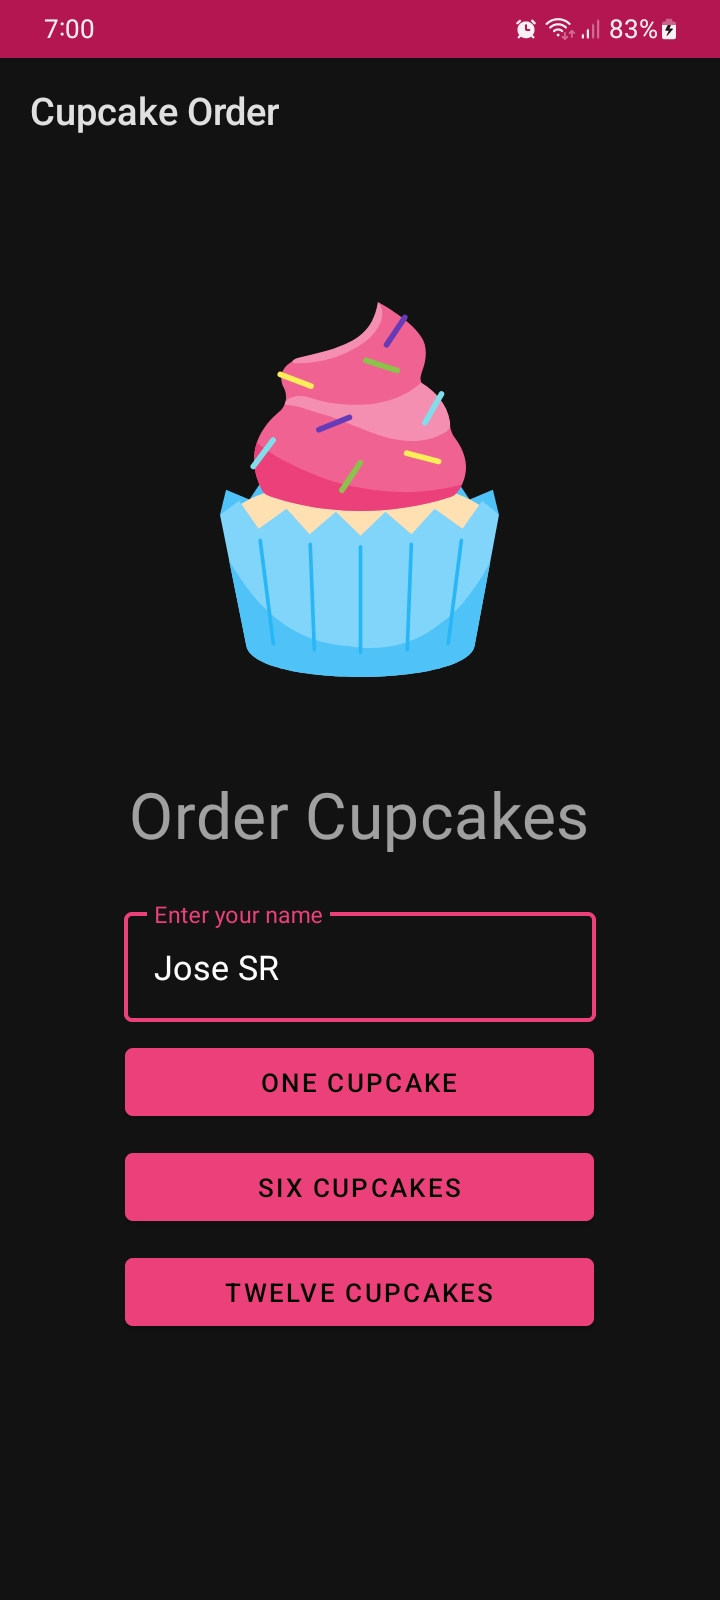 7:00 83%
Cupcake Order
Order Cupcakes
Enter your name
Jose SR
ONE CUPCAKE
SIX CUPCAKES
TWELVE CUPCAKES